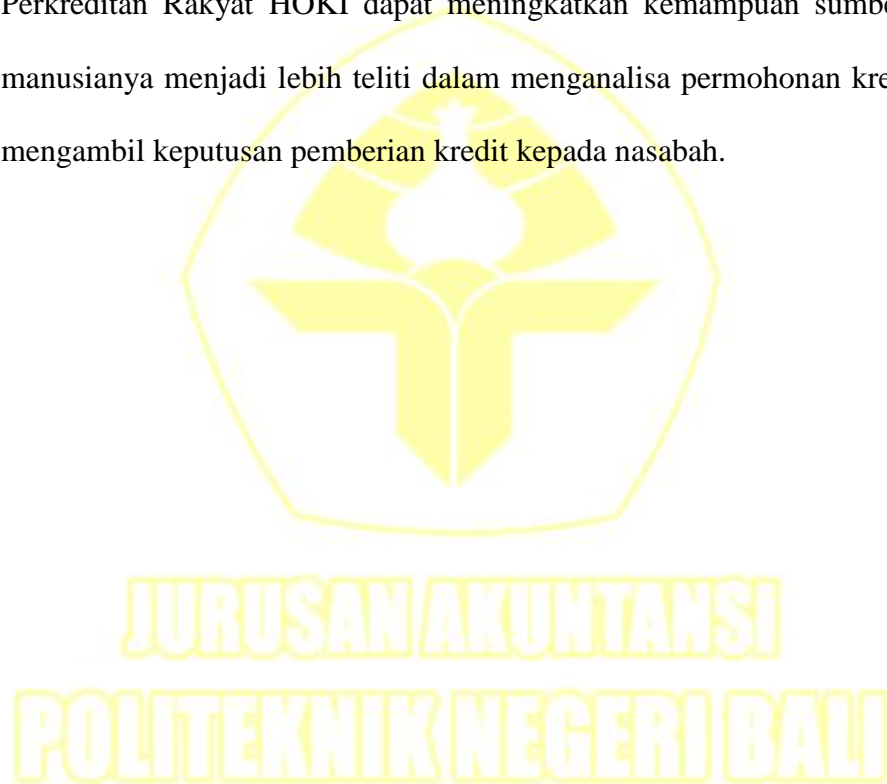 Perkreditan Rakyat HOKI dapat meningkatkan kemampuan sumbe
manusianya menjadi lebih teliti dalam menganalisa permohonan kre
mengambil keputusan pemberian kredit kepada nasabah.
JURUSAN AKUNTANSI
POLITEKNIK NEGERI BALI